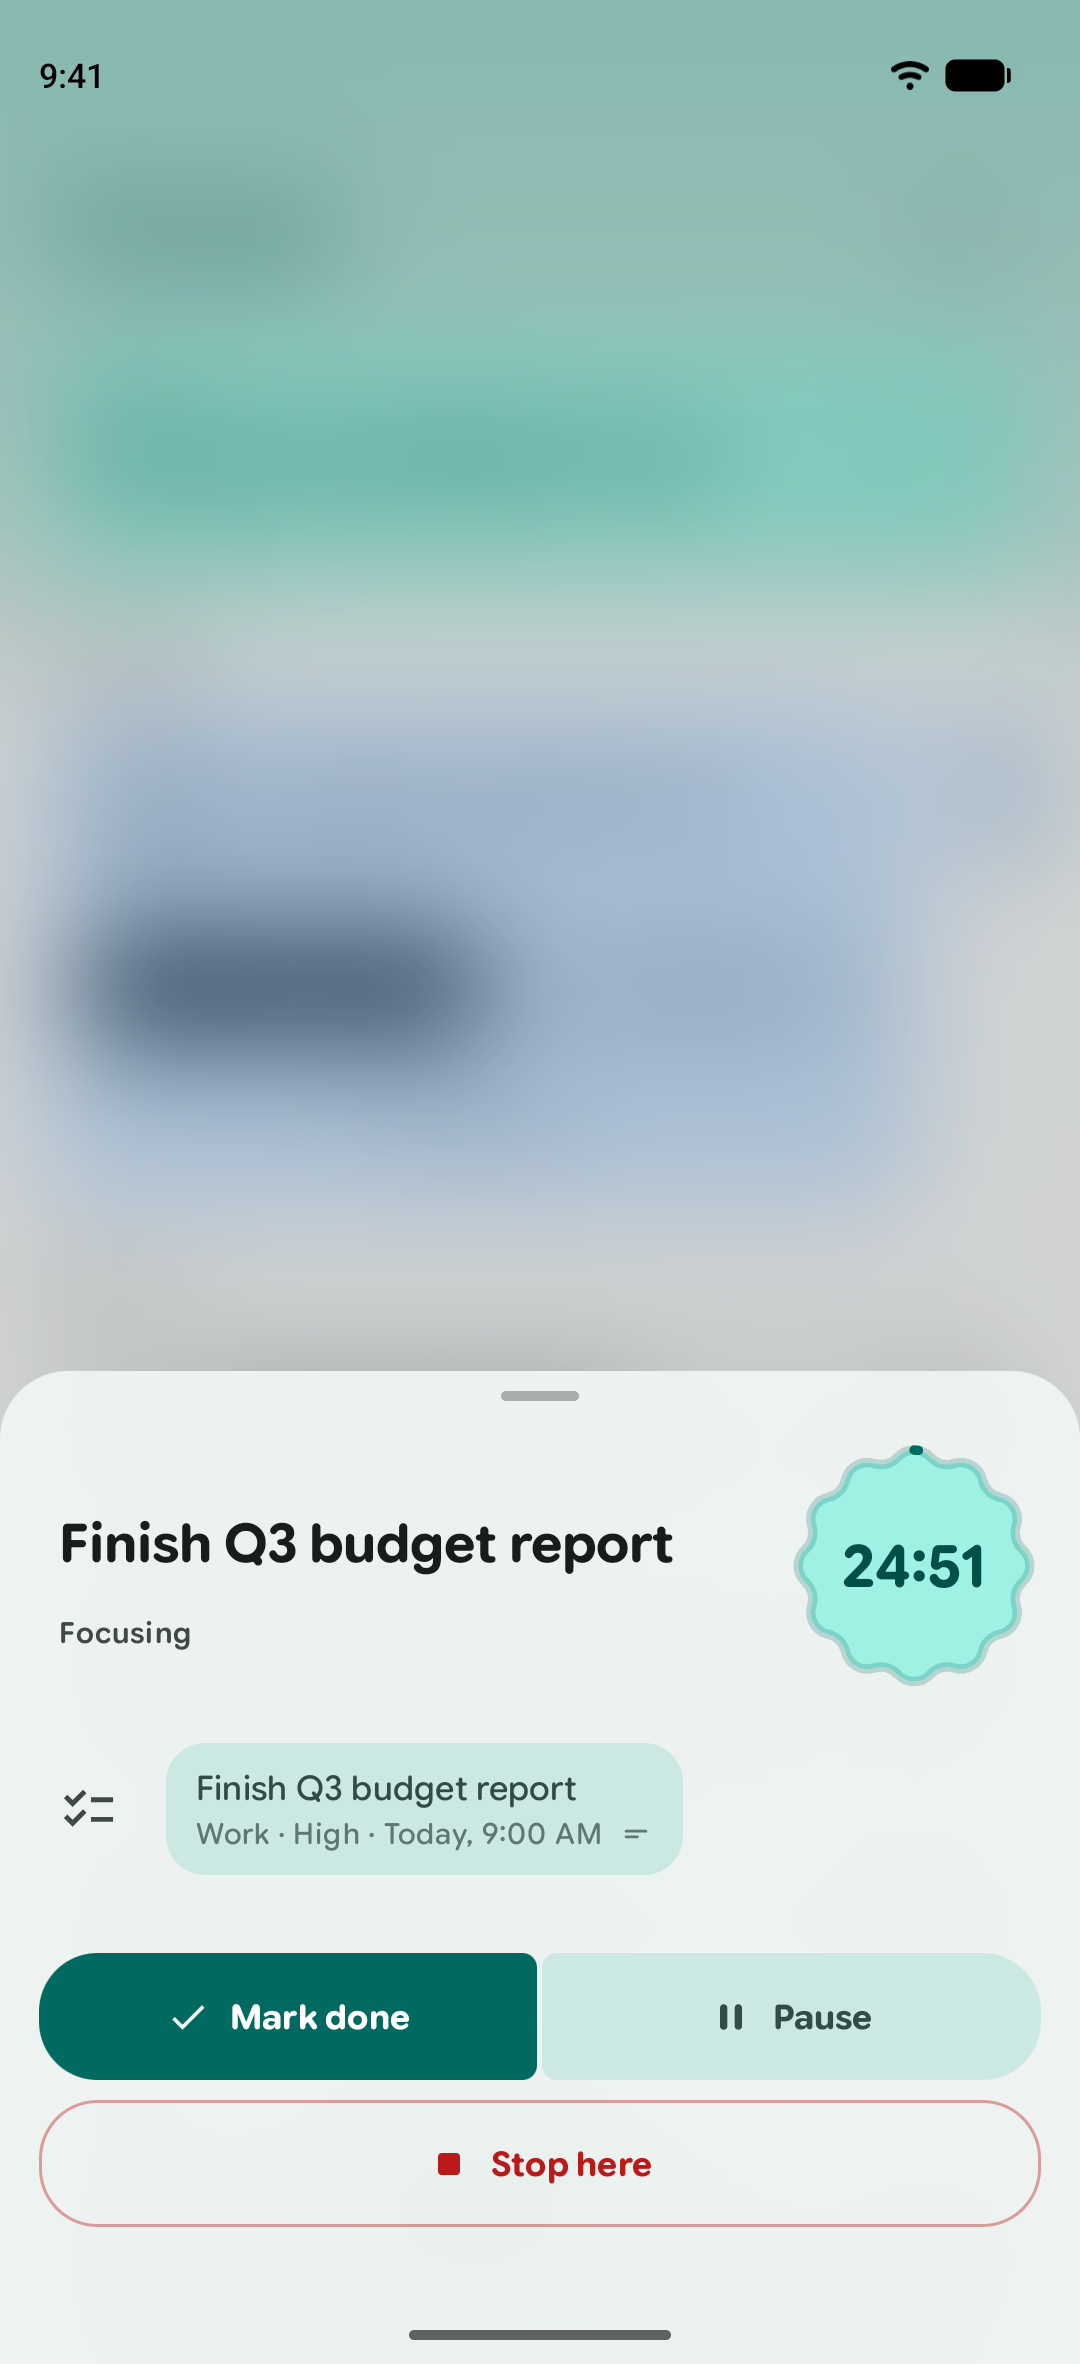 9:41
Finish Q3 budget report
24:51
Focusing
Finish Q3 budget report
Work · High · Today, 9:00 AM
Mark done
Pause
Stop here